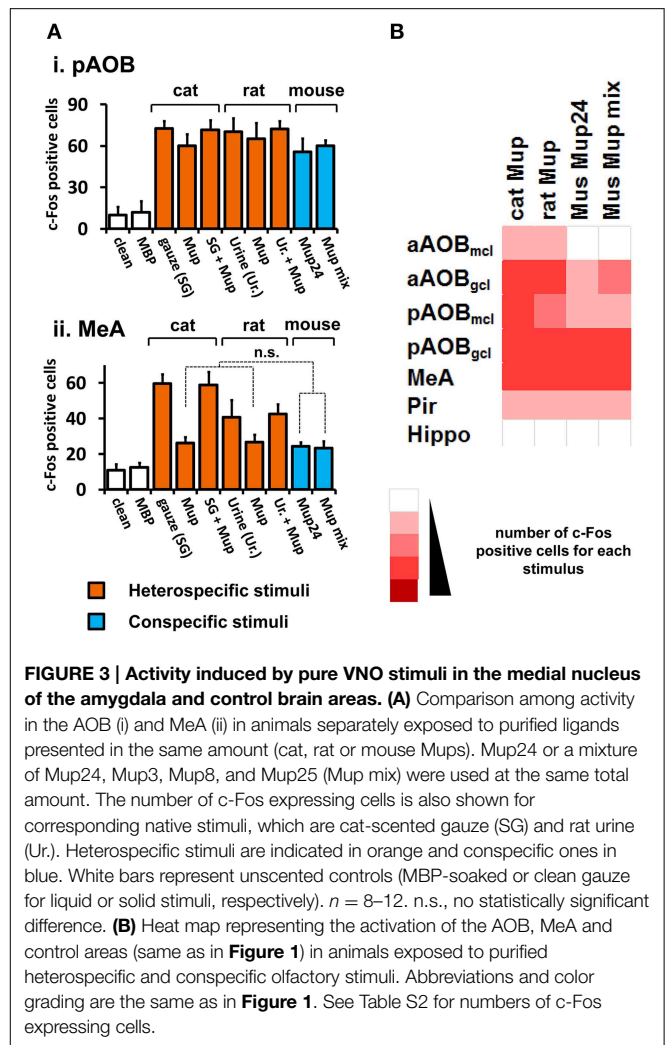 A
i. pAOB
cat rat mouse
c-Fos positive cells
90
60
30
0
clean
MBP
gauze (SG)
Mup
SG + Mup
Urine (Ur.)
Mup
Ur. + Mup
Mup24
Mup mix
ii. MeA
cat rat mouse
n.s.
c-Fos positive cells
60
40
20
0
clean
MBP
gauze (SG)
Mup
SG + Mup
Urine (Ur.)
Mup
Ur. + Mup
Mup24
Mup mix
Heterospecific stimuli
Conspecific stimuli
B
cat Mup
rat Mup
Mus Mup24
Mus Mup mix
aAOBmcl
aAOBgcl
pAOBmcl
pAOBgcl
MeA
Pir
Hippo
number of c-Fos
positive cells for each
stimulus
FIGURE 3 | Activity induced by pure VNO stimuli in the medial nucleus
of the amygdala and control brain areas. (A) Comparison among activity
in the AOB (i) and MeA (ii) in animals separately exposed to purified ligands
presented in the same amount (cat, rat or mouse Mups). Mup24 or a mixture
of Mup24, Mup3, Mup8, and Mup25 (Mup mix) were used at the same total
amount. The number of c-Fos expressing cells is also shown for
corresponding native stimuli, which are cat-scented gauze (SG) and rat urine
(Ur.). Heterospecific stimuli are indicated in orange and conspecific ones in
blue. White bars represent unscented controls (MBP-soaked or clean gauze
for liquid or solid stimuli, respectively). n = 8–12. n.s., no statistically significant
difference. (B) Heat map representing the activation of the AOB, MeA and
control areas (same as in Figure 1) in animals exposed to purified
heterospecific and conspecific olfactory stimuli. Abbreviations and color
grading are the same as in Figure 1. See Table S2 for numbers of c-Fos
expressing cells.